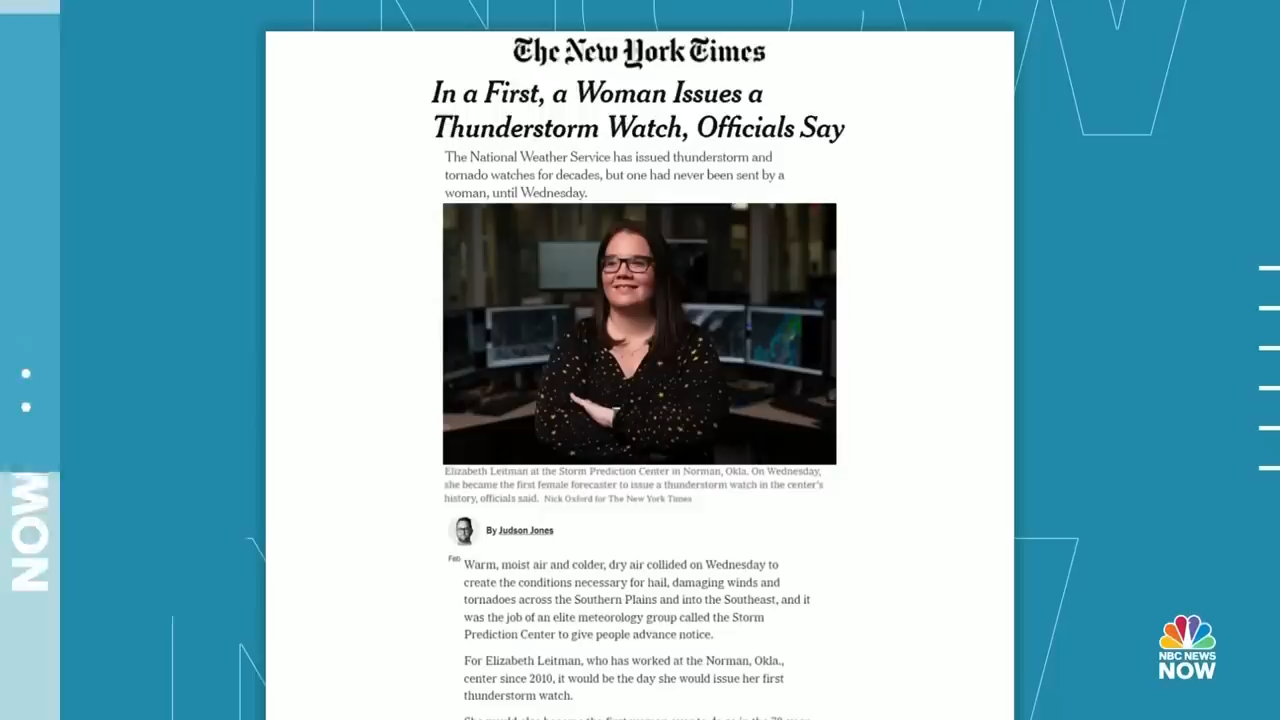 The New York Times
In a First, a Woman Issues a
Thunderstorm Watch, Officials Say
The National Weather Service has issued thunderstorm and
tornado watches for decades, but one had never been sent by a
woman, until Wednesday.
Elizabeth Leitman at the Storm Prediction Center in Norman, Okla. On Wednesday,
she became the first female forecaster to issue a thunderstorm watch in the center's
history, officials said. Nick Oxford for The New York Times
By Judson Jones
Feb
Warm, moist air and colder, dry air collided on Wednesday to
create the conditions necessary for hail, damaging winds and
tornadoes across the Southern Plains and into the Southeast, and it
was the job of an elite meteorology group called the Storm
Prediction Center to give people advance notice.
For Elizabeth Leitman, who has worked at the Norman, Okla.,
center since 2010, it would be the day she would issue her first
thunderstorm watch.
NOW
NBC NEWS
NOW